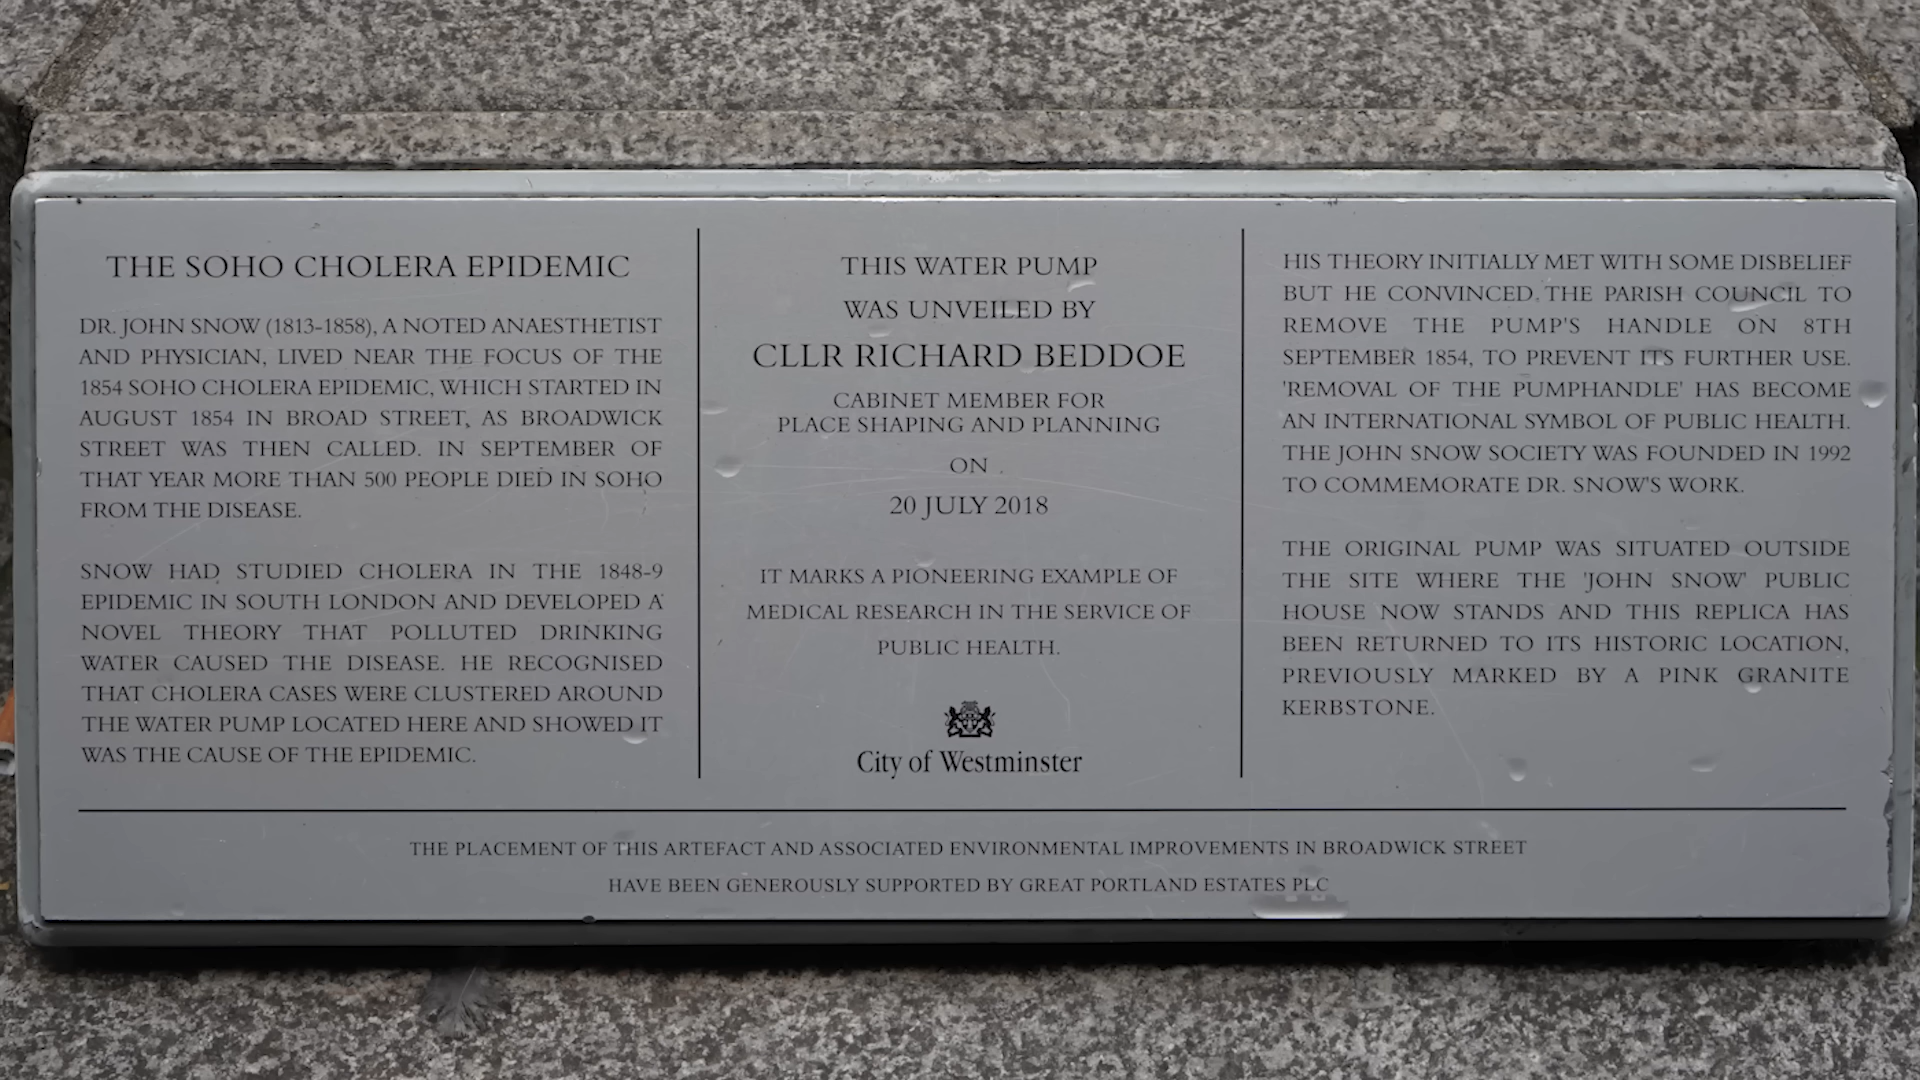 THE SOHO CHOLERA EPIDEMIC
DR. JOHN SNOW (1813-1858), A NOTED ANAESTHETIST
AND PHYSICIAN, LIVED NEAR THE FOCUS OF THE
1854 SOHO CHOLERA EPIDEMIC, WHICH STARTED IN
AUGUST 1854 IN BROAD STREET, AS BROADWICK
STREET WAS THEN CALLED. IN SEPTEMBER OF
THAT YEAR MORE THAN 500 PEOPLE DIED IN SOHO
FROM THE DISEASE.
SNOW HAD STUDIED CHOLERA IN THE 1848-9
EPIDEMIC IN SOUTH LONDON AND DEVELOPED A
NOVEL THEORY THAT POLLUTED DRINKING
WATER CAUSED THE DISEASE. HE RECOGNISED
THAT CHOLERA CASES WERE CLUSTERED AROUND
THE WATER PUMP LOCATED HERE AND SHOWED IT
WAS THE CAUSE OF THE EPIDEMIC.
THIS WATER PUMP
WAS UNVEILED BY
CLLR RICHARD BEDDOE
CABINET MEMBER FOR
PLACE SHAPING AND PLANNING
ON
20 JULY 2018
IT MARKS A PIONEERING EXAMPLE OF
MEDICAL RESEARCH IN THE SERVICE OF
PUBLIC HEALTH.
City of Westminster
HIS THEORY INITIALLY MET WITH SOME DISBELIEF
BUT HE CONVINCED THE PARISH COUNCIL TO
REMOVE THE PUMP'S HANDLE ON 8TH
SEPTEMBER 1854, TO PREVENT ITS FURTHER USE.
'REMOVAL OF THE PUMPHANDLE' HAS BECOME
AN INTERNATIONAL SYMBOL OF PUBLIC HEALTH.
THE JOHN SNOW SOCIETY WAS FOUNDED IN 1992
TO COMMEMORATE DR. SNOW'S WORK.
THE ORIGINAL PUMP WAS SITUATED OUTSIDE
THE SITE WHERE THE 'JOHN SNOW' PUBLIC
HOUSE NOW STANDS AND THIS REPLICA HAS
BEEN RETURNED TO ITS HISTORIC LOCATION,
PREVIOUSLY MARKED BY A PINK GRANITE
KERBSTONE.
THE PLACEMENT OF THIS ARTEFACT AND ASSOCIATED ENVIRONMENTAL IMPROVEMENTS IN BROADWICK STREET
HAVE BEEN GENEROUSLY SUPPORTED BY GREAT PORTLAND ESTATES PLC